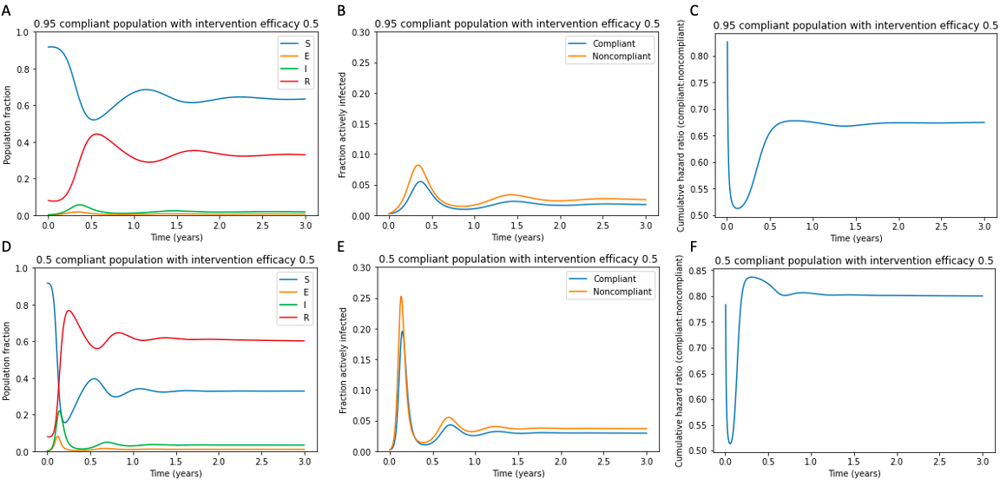 A
0.95 compliant population with intervention efficacy 0.5
1.0
0.8
0.6
0.4
0.2
0.0
Population fraction
S
E
I
R
0.0 0.5 1.0 1.5 2.0 2.5 3.0
Time (years)
B
0.95 compliant population with intervention efficacy 0.5
0.30
0.25
0.20
0.15
0.10
0.05
0.00
Fraction actively infected
Compliant
Noncompliant
0.0 0.5 1.0 1.5 2.0 2.5 3.0
Time (years)
C
0.95 compliant population with intervention efficacy 0.5
0.80
0.75
0.70
0.65
0.60
0.55
0.50
Cumulative hazard ratio (compliant:noncompliant)
0.0 0.5 1.0 1.5 2.0 2.5 3.0
Time (years)
D
0.5 compliant population with intervention efficacy 0.5
1.0
0.8
0.6
0.4
0.2
0.0
Population fraction
S
E
I
R
0.0 0.5 1.0 1.5 2.0 2.5 3.0
Time (years)
E
0.5 compliant population with intervention efficacy 0.5
0.30
0.25
0.20
0.15
0.10
0.05
0.00
Fraction actively infected
Compliant
Noncompliant
0.0 0.5 1.0 1.5 2.0 2.5 3.0
Time (years)
F
0.5 compliant population with intervention efficacy 0.5
0.85
0.80
0.75
0.70
0.65
0.60
0.55
0.50
Cumulative hazard ratio (compliant:noncompliant)
0.0 0.5 1.0 1.5 2.0 2.5 3.0
Time (years)